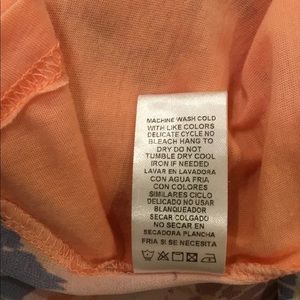 MACHINE WASH COLD
WITH LIKE COLORS
DELICATE CYCLE NO
BLEACH HANG TO
DRY DO NOT
TUMBLE DRY COOL
IRON IF NEEDED
LAVAR EN LAVADORA
CON AGUA FRIA
CON COLORES
SIMILARES CICLO
DELICADO NO USAR
BLANQUEADOR
SECAR COLGADO
NO SECAR EN
SECADORA PLANCHA
FRIA SI SE NECESITA